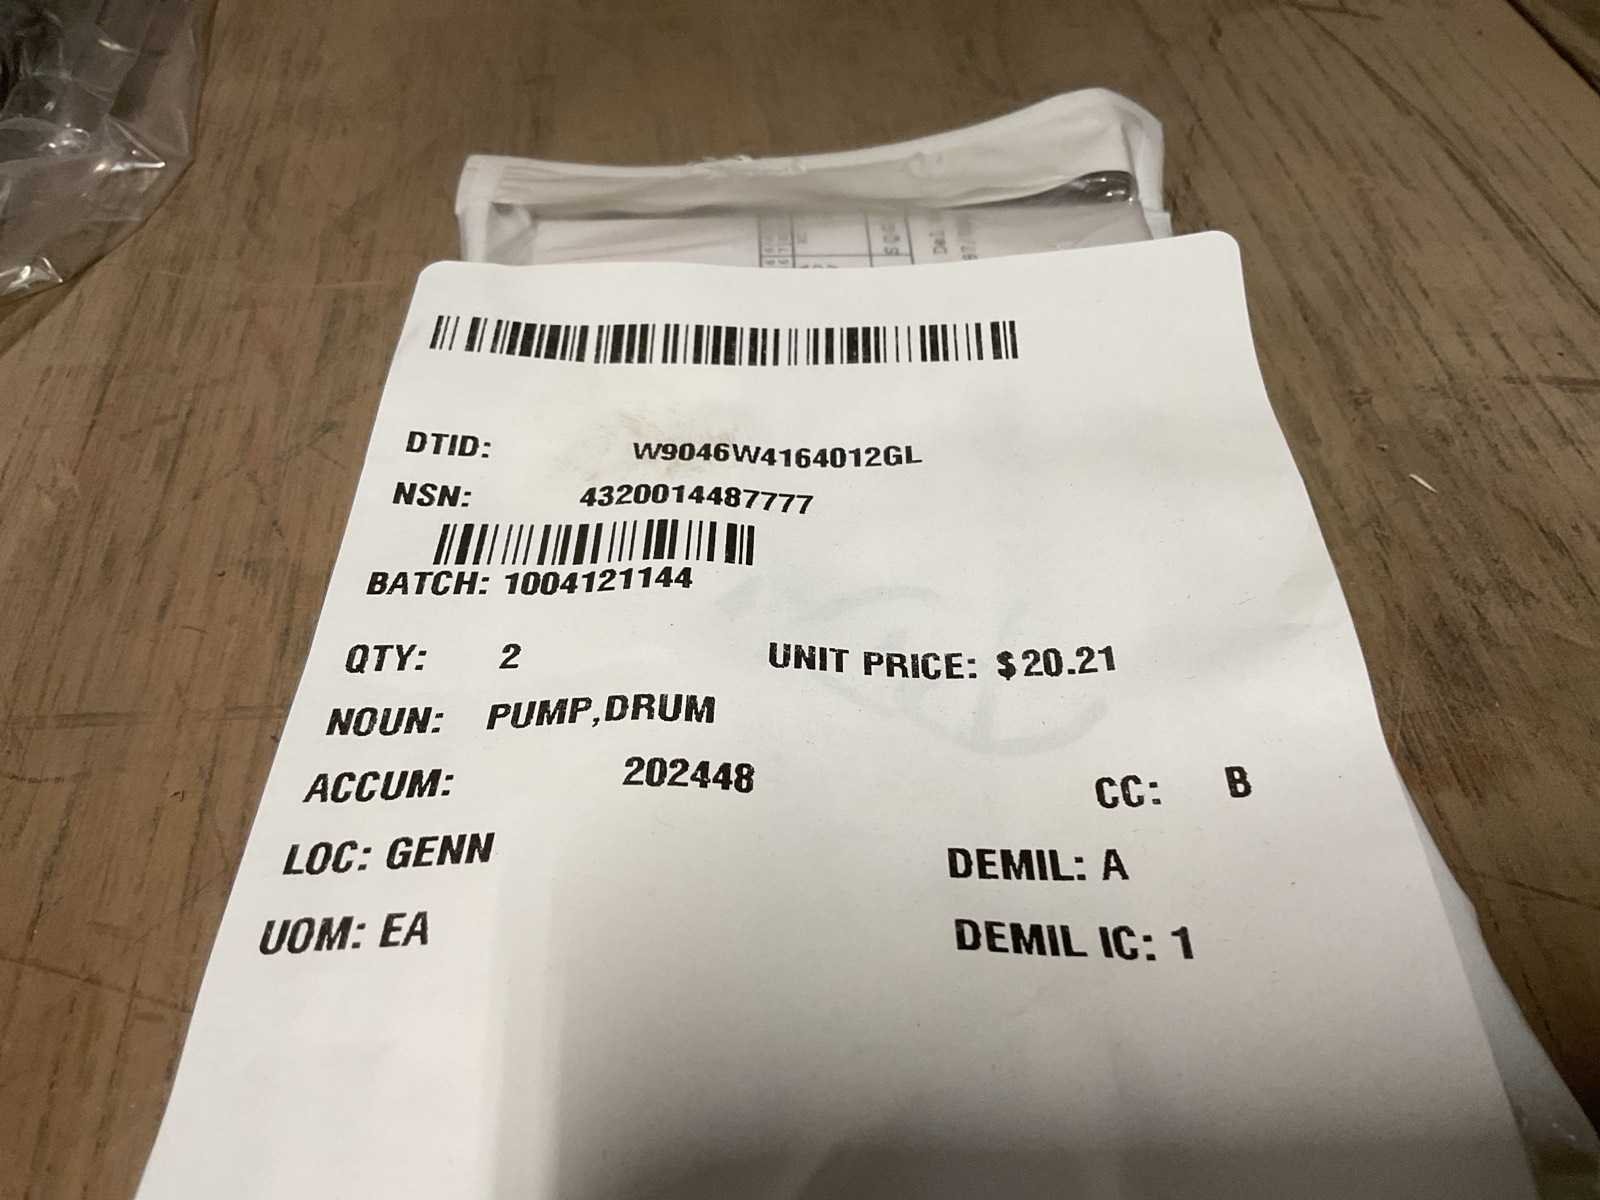 DTID: W9046W4164012GL
NSN: 4320014487777
BATCH: 1004121144
QTY: 2 UNIT PRICE: $20.21
NOUN: PUMP,DRUM
ACCUM: 202448 CC: B
LOC: GENN DEMIL: A
UOM: EA DEMIL IC: 1